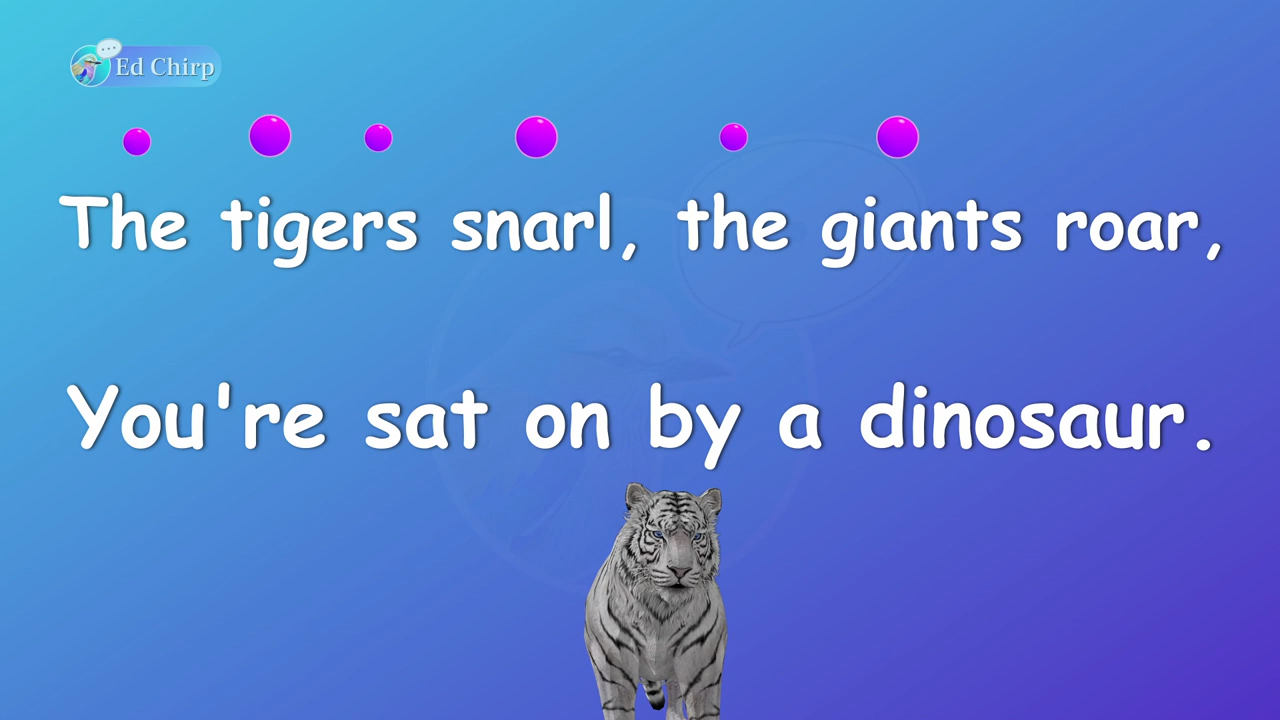 Ed Chirp
The tigers snarl, the giants roar,
You're sat on by a dinosaur.